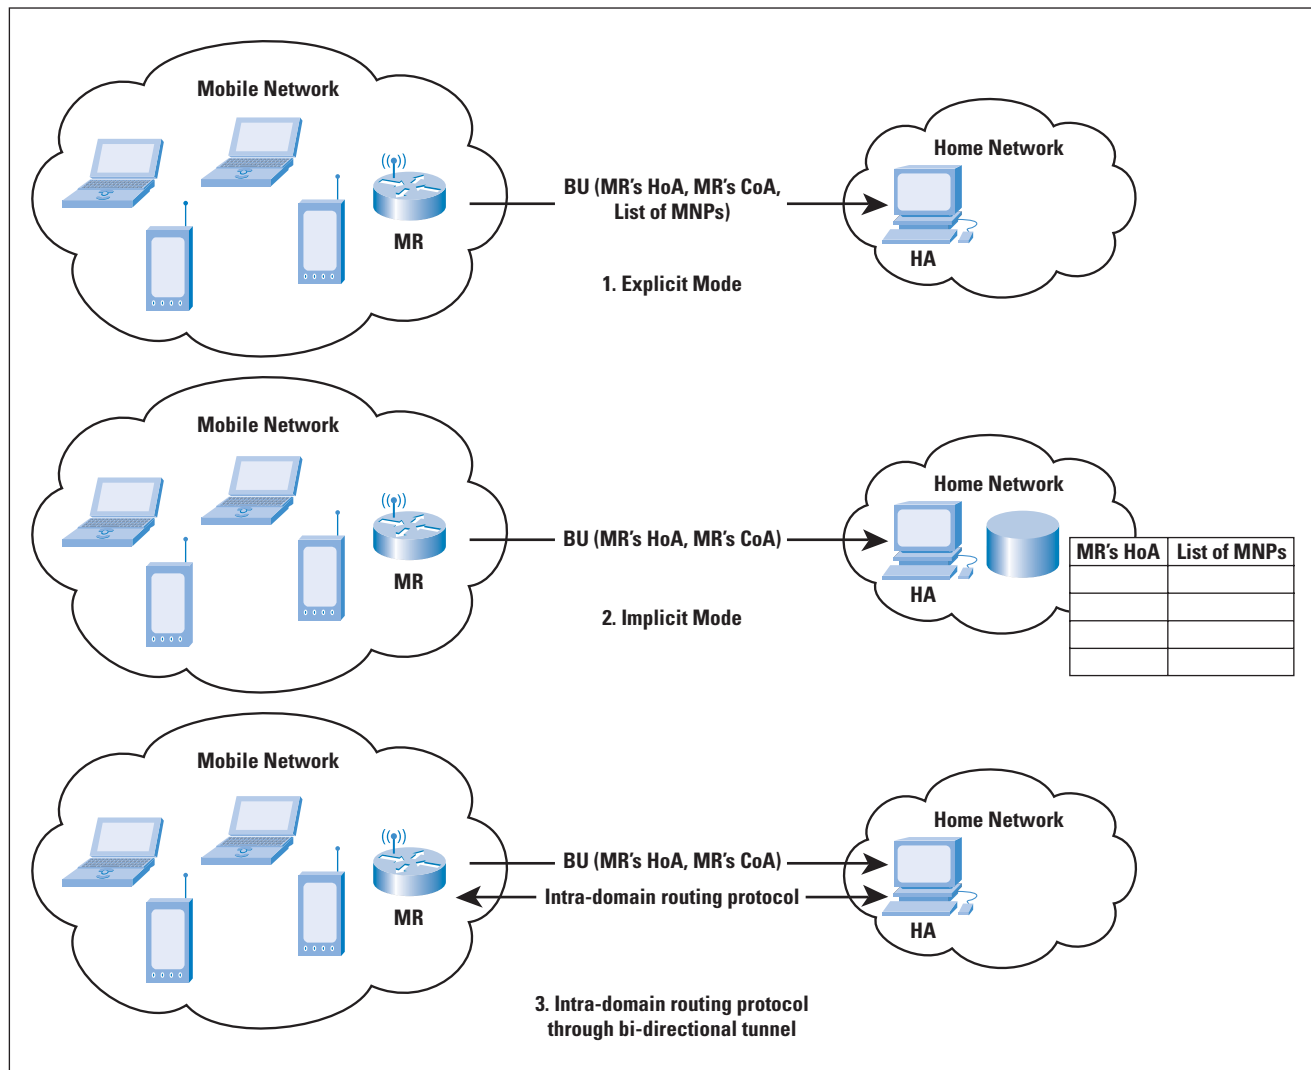 Mobile Network
MR
BU (MR's HoA, MR's CoA,
List of MNPs)
1. Explicit Mode
Home Network
HA
Mobile Network
MR
BU (MR's HoA, MR's CoA)
2. Implicit Mode
Home Network
HA
MR's HoA List of MNPs
Mobile Network
MR
BU (MR's HoA, MR's CoA)
Intra-domain routing protocol
Home Network
HA
3. Intra-domain routing protocol
through bi-directional tunnel